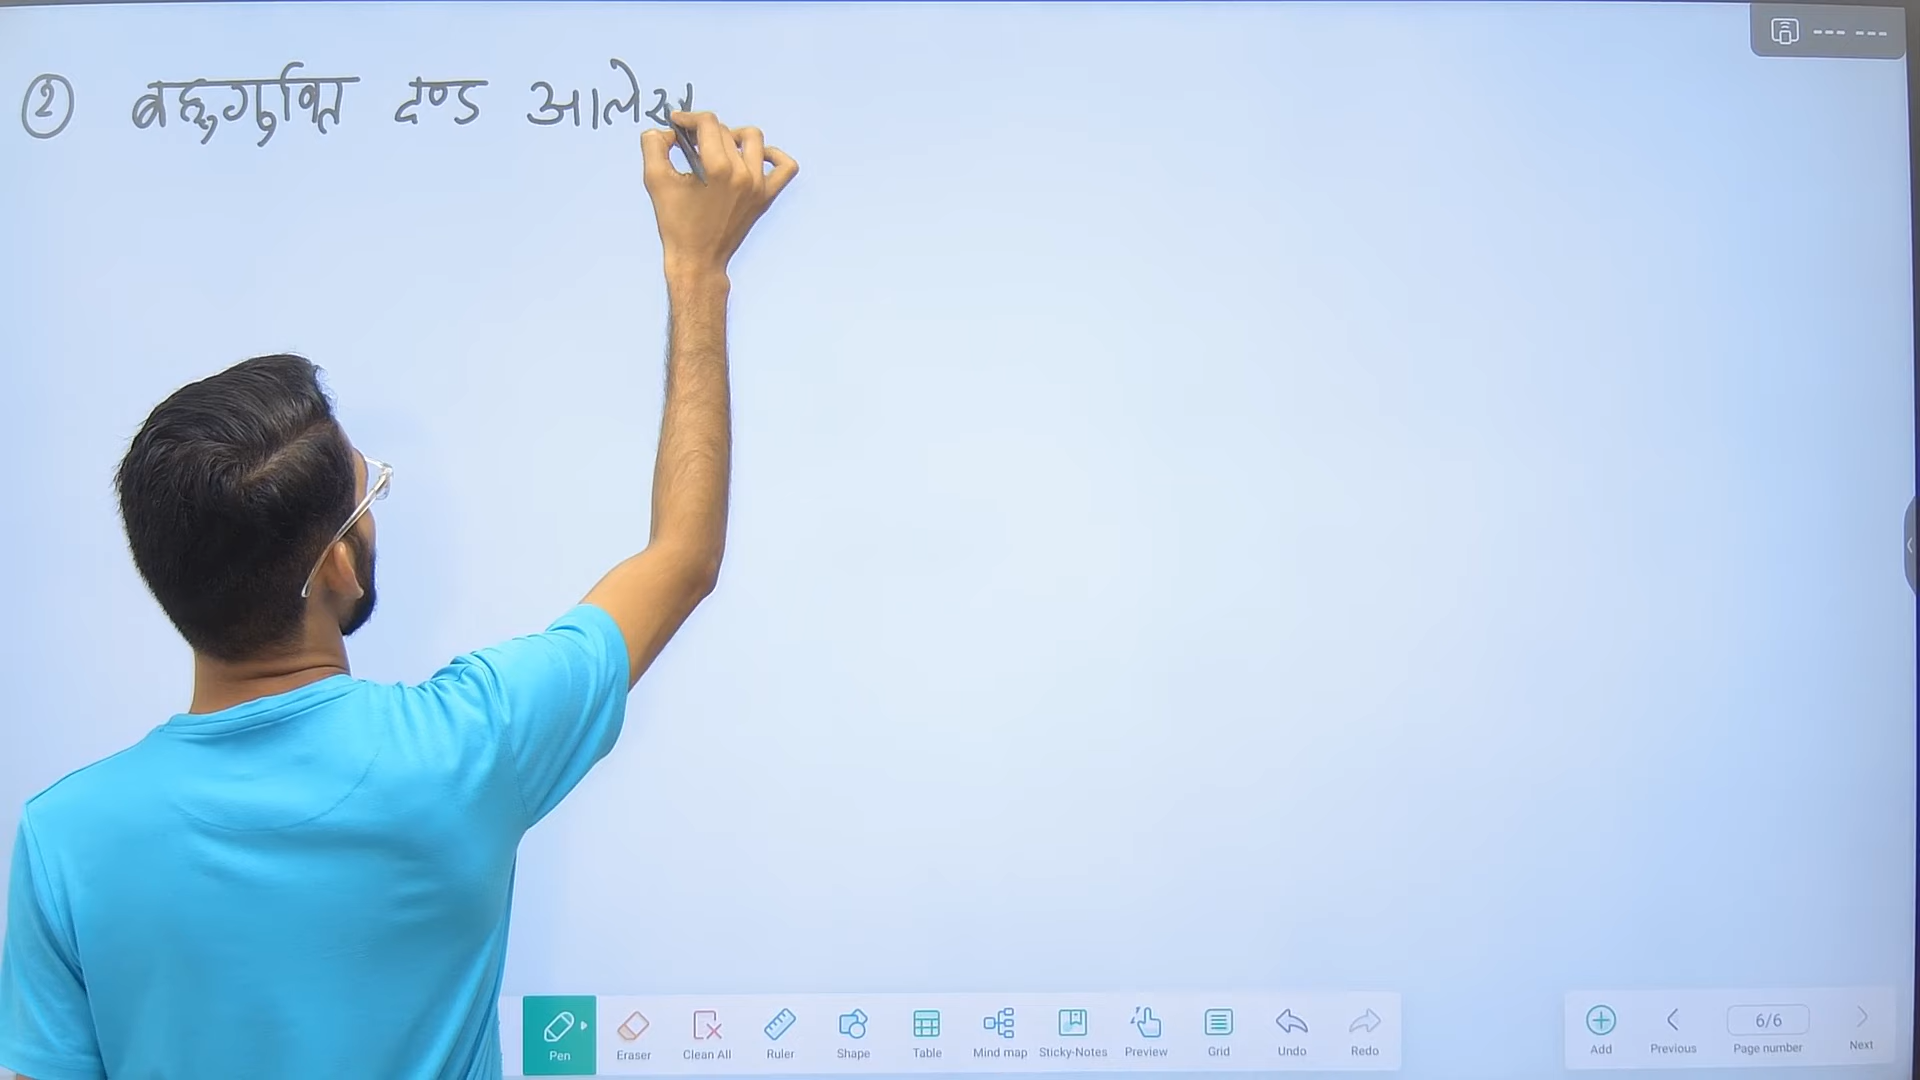 ② बहुगुक्ति दण्ड आलेख
--- ---
Pen
Eraser
Clean All
Ruler
Shape
Table
Mind map
Sticky-Notes
Preview
Grid
Undo
Redo
Add
Previous
6/6
Page number
Next